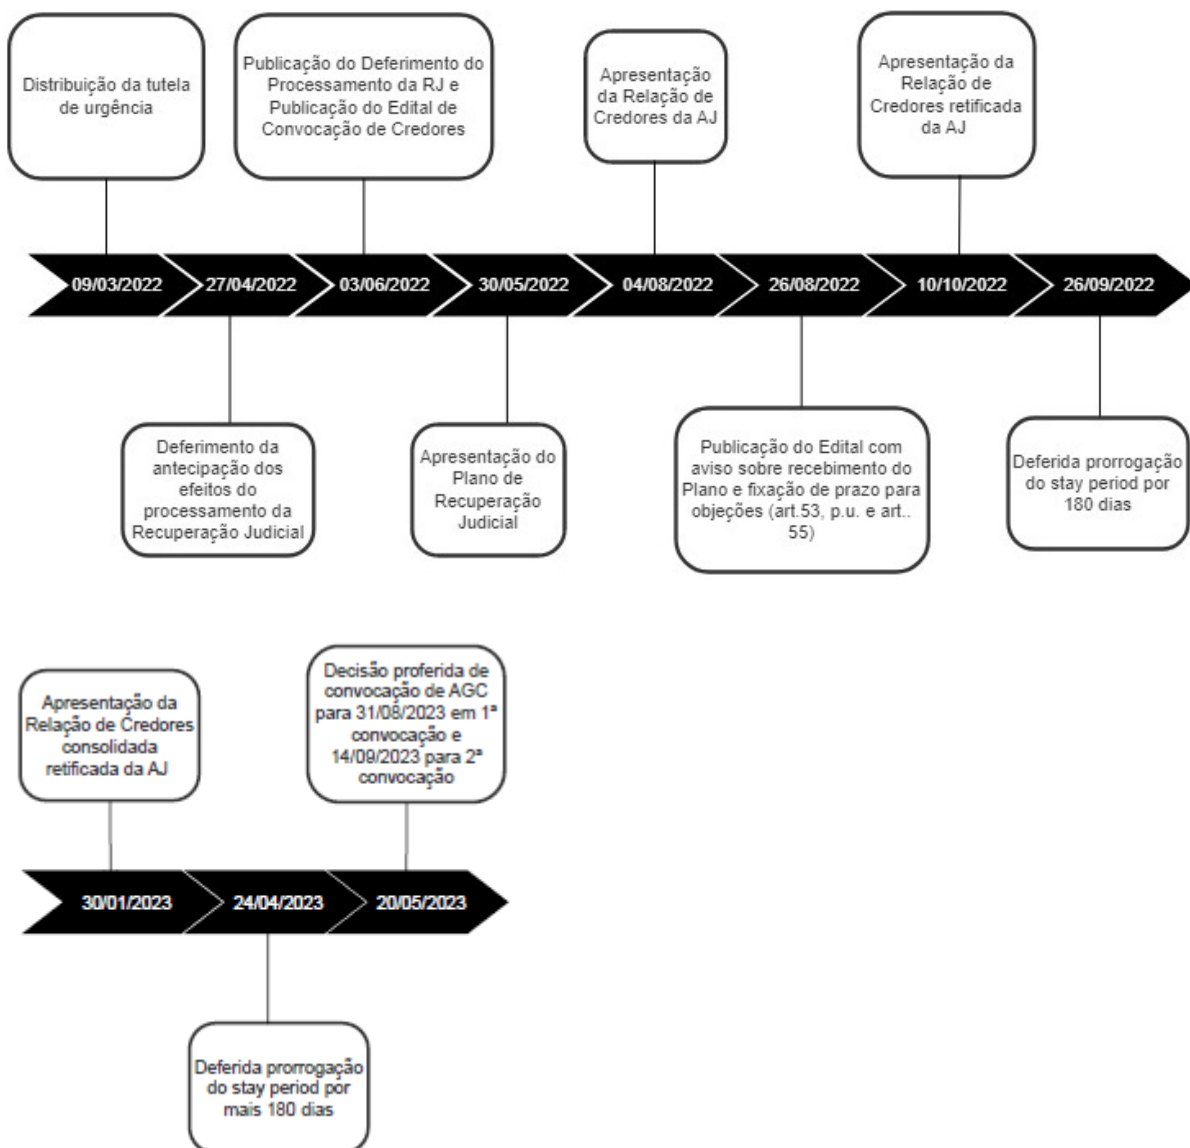 Distribuição da tutela
de urgência
Publicação do Deferimento do
Processamento da RJ e
Publicação do Edital de
Convocação de Credores
Apresentação
da Relação de
Credores da AJ
Apresentação da
Relação de
Credores retificada
da AJ
09/03/2022
27/04/2022
03/06/2022
30/05/2022
04/08/2022
26/08/2022
10/10/2022
26/09/2022
Deferimento da
antecipação dos
efeitos do
processamento da
Recuperação Judicial
Apresentação do
Plano de
Recuperação
Judicial
Publicação do Edital com
aviso sobre recebimento do
Plano e fixação de prazo para
objeções (art.53, p.u. e art..
55)
Deferida prorrogação
do stay period por
180 dias
Apresentação da
Relação de Credores
consolidada
retificada da AJ
Decisão proferida de
convocação de AGC
para 31/08/2023 em 1ª
convocação e
14/09/2023 para 2ª
convocação
30/01/2023
24/04/2023
20/05/2023
Deferida prorrogação
do stay period por
mais 180 dias